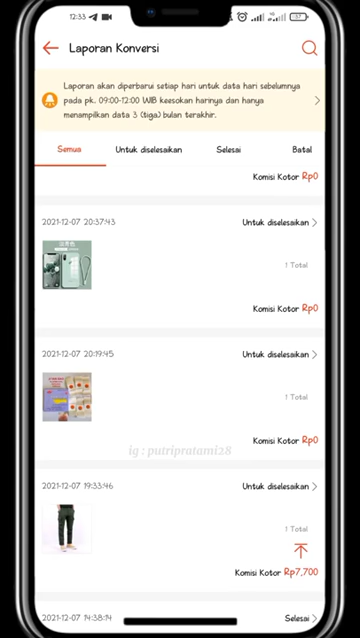 12:33
57
Laporan Konversi
Laporan akan diperbarui setiap hari untuk data hari sebelumnya
pada pk. 09:00-12:00 WIB keesokan harinya dan hanya
menampilkan data 3 (tiga) bulan terakhir.
Semua Untuk diselesaikan Selesai Batal
Komisi Kotor Rp0
2021-12-07 20:37:43 Untuk diselesaikan
1 Total
Komisi Kotor Rp0
2021-12-07 20:19:45 Untuk diselesaikan
1 Total
Komisi Kotor Rp0
ig : putripratami28
2021-12-07 19:33:46 Untuk diselesaikan
1 Total
Komisi Kotor Rp7,700
2021-12-07 14:38:14 Selesai